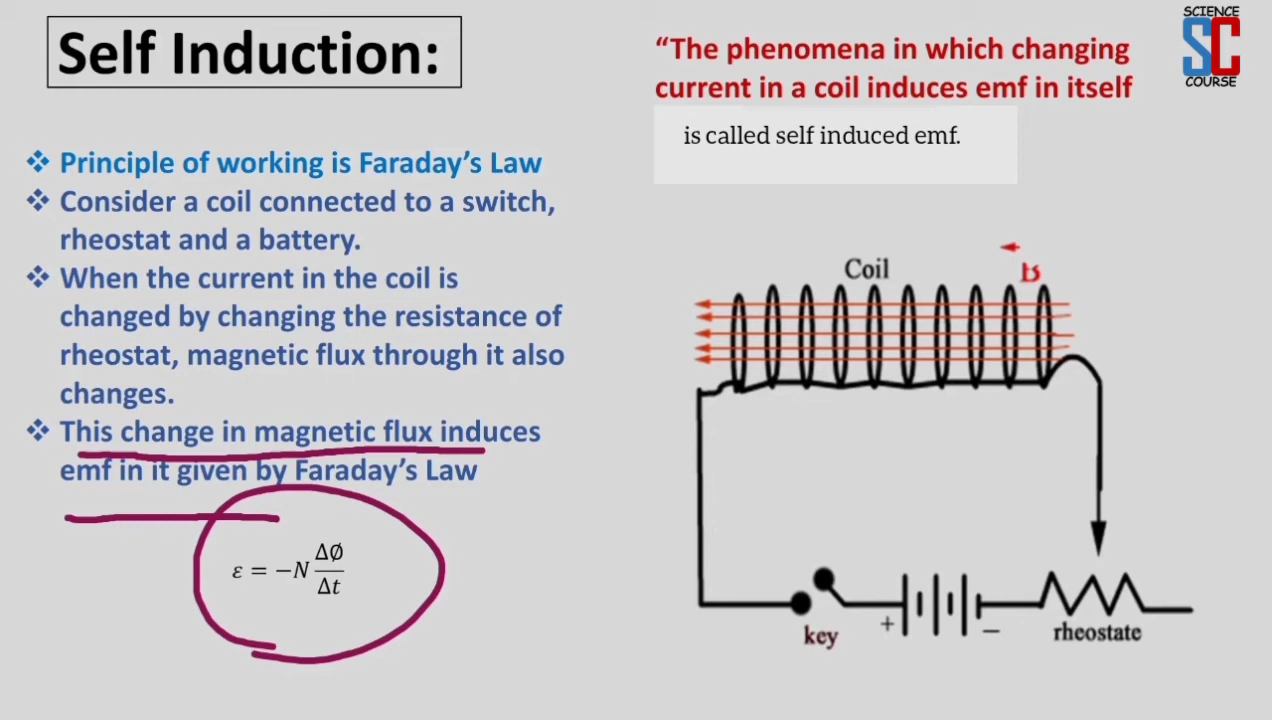 Self Induction:
❖ Principle of working is Faraday’s Law
❖ Consider a coil connected to a switch,
rheostat and a battery.
❖ When the current in the coil is
changed by changing the resistance of
rheostat, magnetic flux through it also
changes.
❖ This change in magnetic flux induces
emf in it given by Faraday’s Law
ε = −N ΔØ/Δt
“The phenomena in which changing
current in a coil induces emf in itself
is called self induced emf.
SCIENCE
SC
COURSE
Coil
B
key
+
−
rheostate